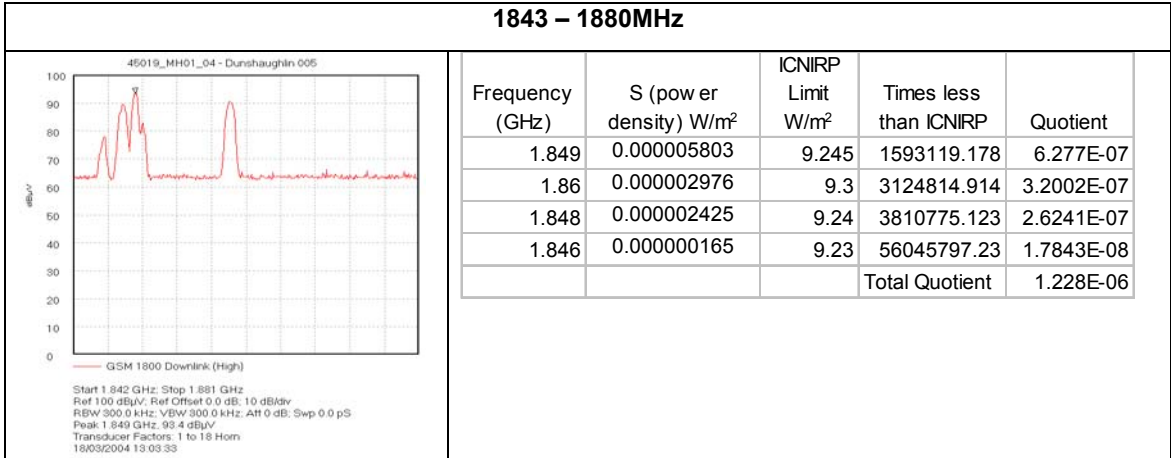 1843 – 1880MHz
45019_MH01_04 - Dunshaughlin 005
100
90
80
70
60
50
40
30
20
10
0
dBµV
GSM 1800 Downlink (High)
Start 1.842 GHz; Stop 1.881 GHz
Ref 100 dBµV; Ref Offset 0.0 dB; 10 dB/div
RBW 300.0 kHz; VBW 300.0 kHz; Att 0 dB; Swp 0.0 pS
Peak 1.849 GHz, 93.4 dBµV
Transducer Factors: 1 to 18 Horn
18/03/2004 13:03:33
Frequency (GHz) S (pow er density) W/m² ICNIRP Limit W/m² Times less than ICNIRP Quotient
1.849 0.000005803 9.245 1593119.178 6.277E-07
1.86 0.000002976 9.3 3124814.914 3.2002E-07
1.848 0.000002425 9.24 3810775.123 2.6241E-07
1.846 0.000000165 9.23 56045797.23 1.7843E-08
Total Quotient 1.228E-06